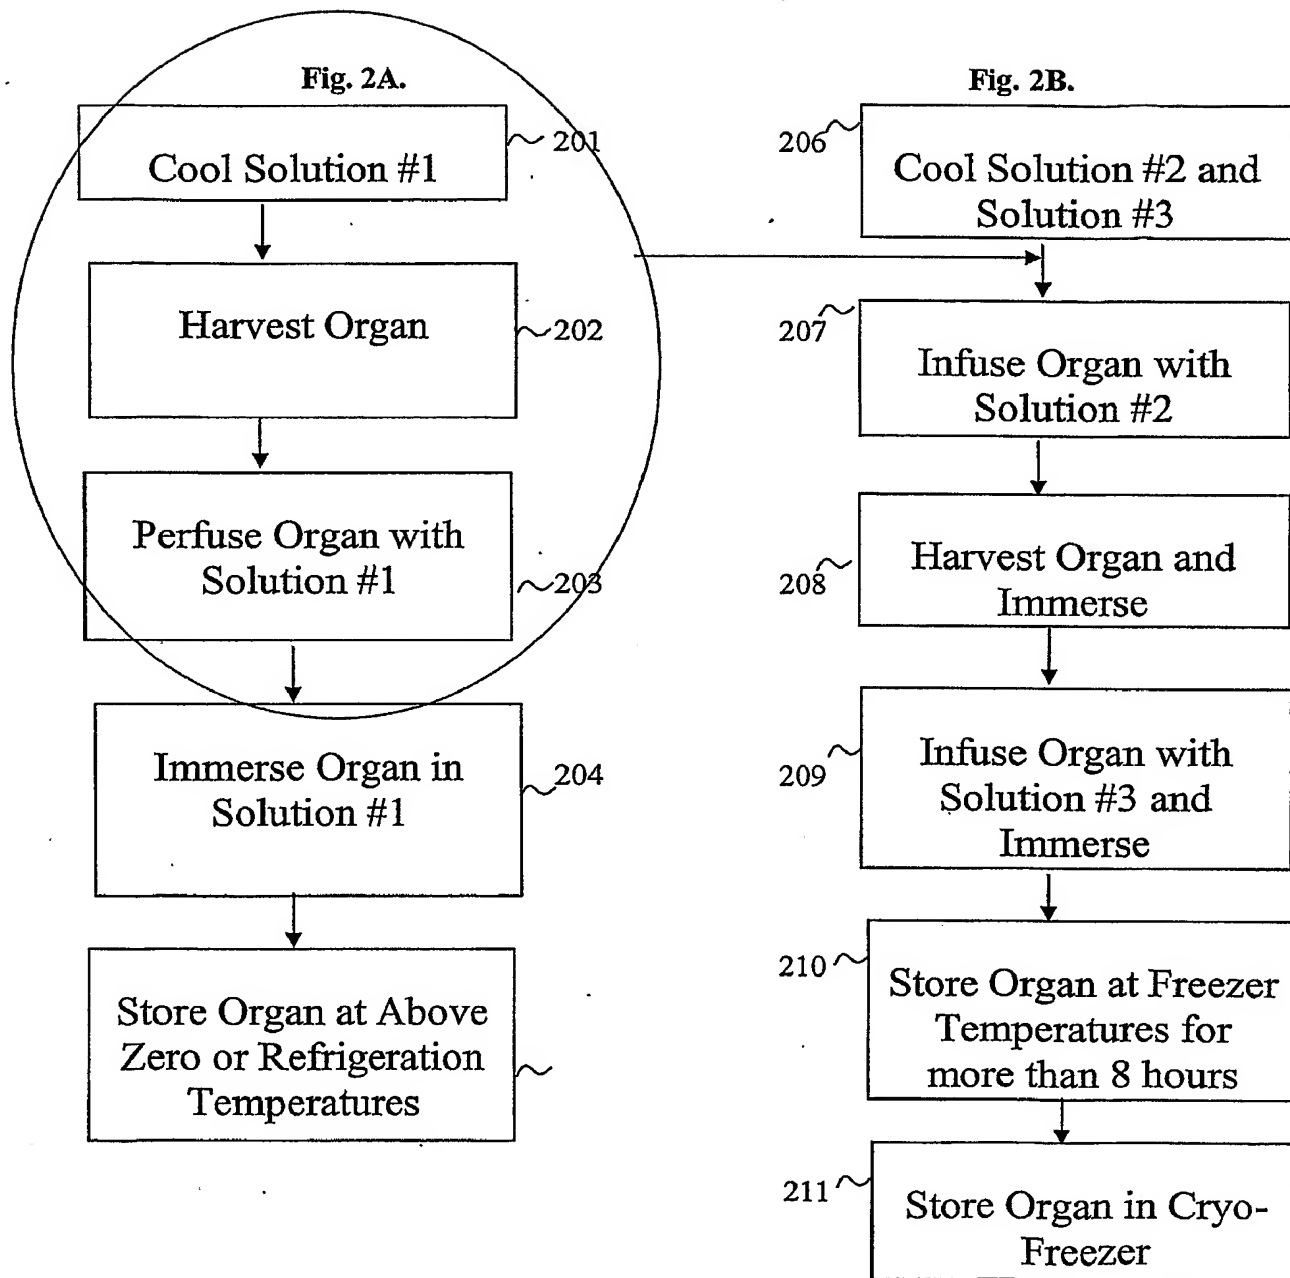 Fig. 2A.
201
Cool Solution #1
Harvest Organ
202
Perfuse Organ with
Solution #1
203
Immerse Organ in
Solution #1
204
Store Organ at Above
Zero or Refrigeration
Temperatures
Fig. 2B.
206
Cool Solution #2 and
Solution #3
207
Infuse Organ with
Solution #2
208
Harvest Organ and
Immerse
209
Infuse Organ with
Solution #3 and
Immerse
210
Store Organ at Freezer
Temperatures for
more than 8 hours
211
Store Organ in Cryo-
Freezer